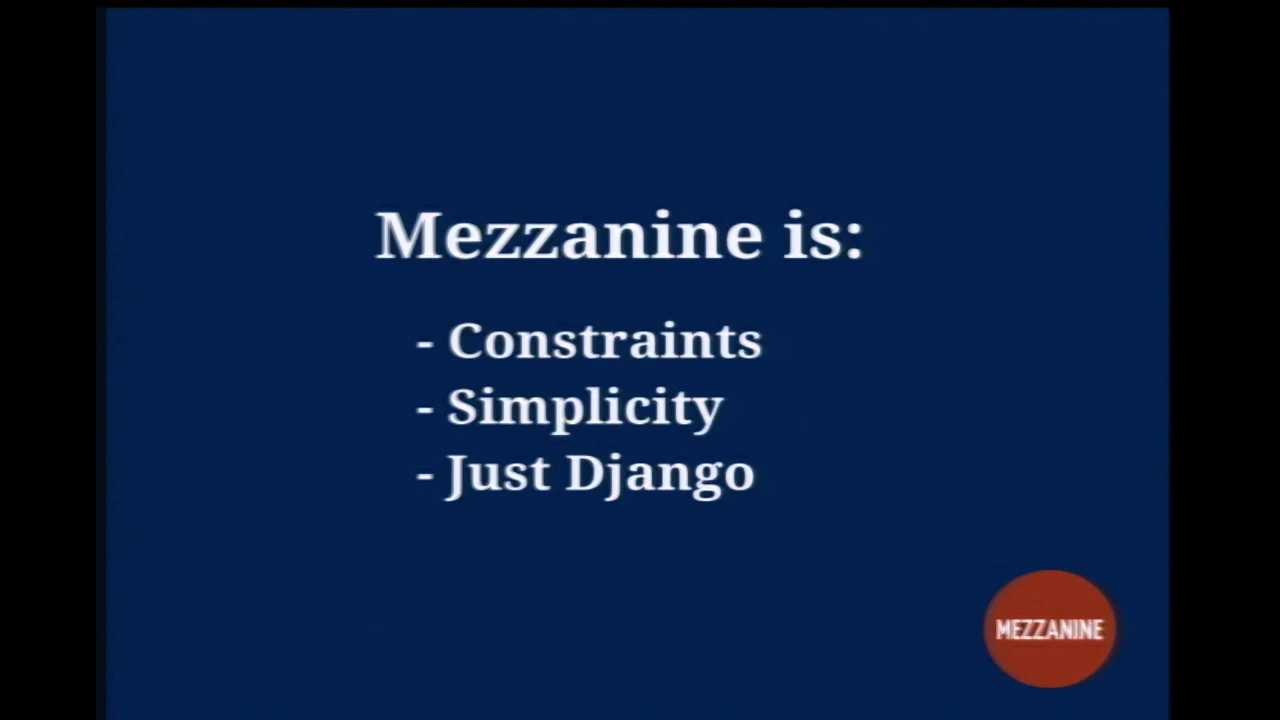 Mezzanine is:
- Constraints
- Simplicity
- Just Django
MEZZANINE